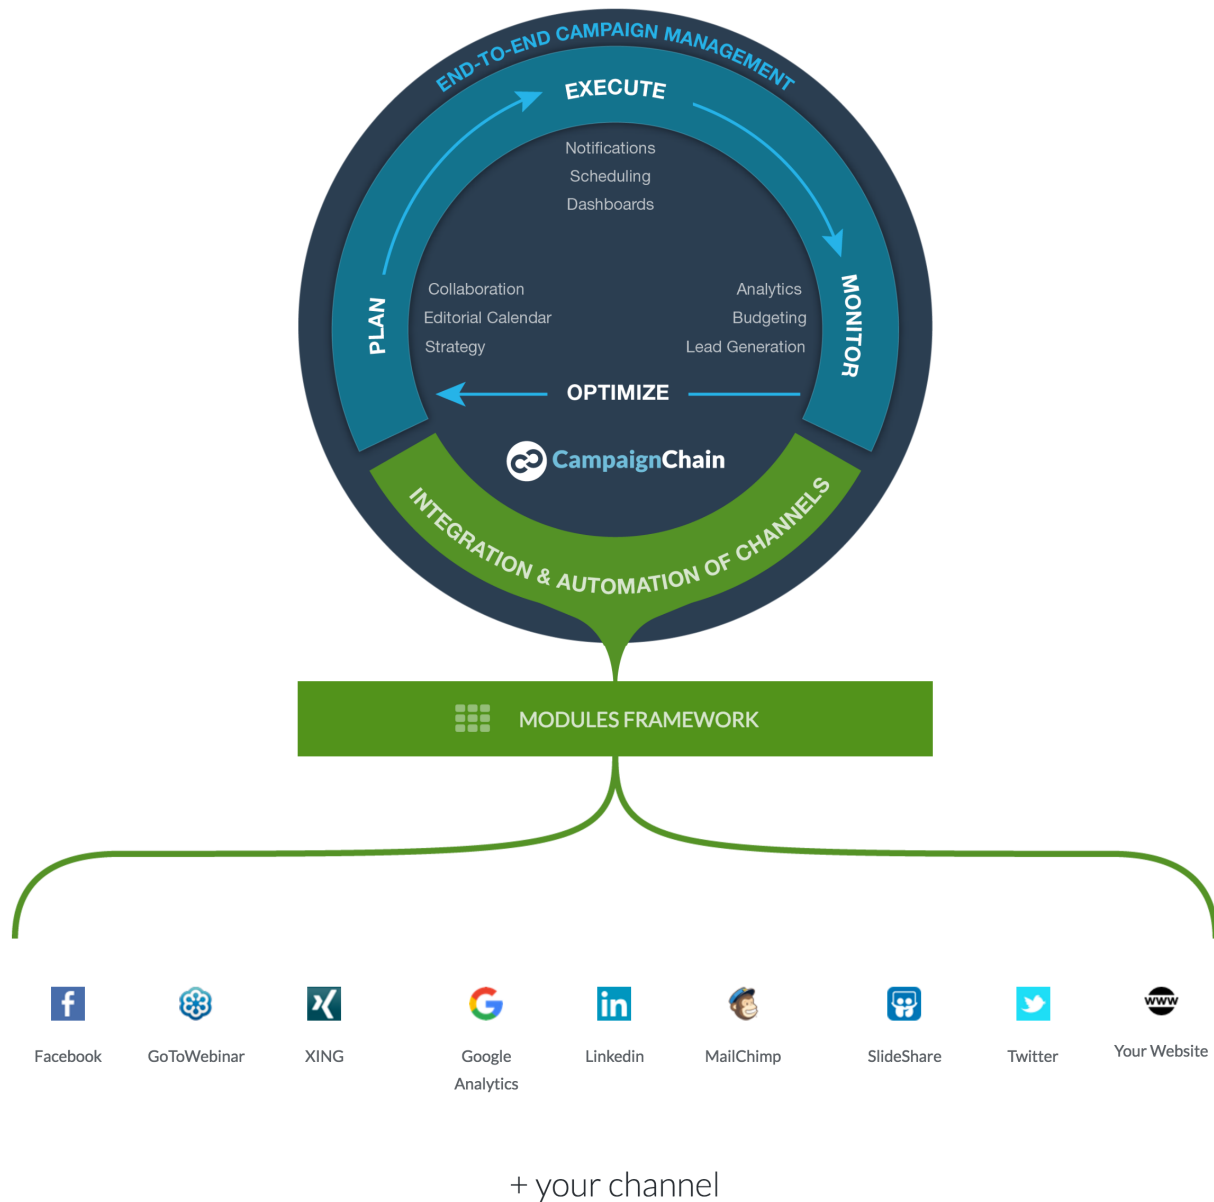 END-TO-END CAMPAIGN MANAGEMENT
EXECUTE
Notifications
Scheduling
Dashboards
PLAN
Collaboration
Editorial Calendar
Strategy
Analytics
Budgeting
Lead Generation
MONITOR
OPTIMIZE
CampaignChain
INTEGRATION & AUTOMATION OF CHANNELS
MODULES FRAMEWORK
Facebook
GoToWebinar
XING
Google
Analytics
Linkedin
MailChimp
SlideShare
Twitter
www
Your Website
+ your channel